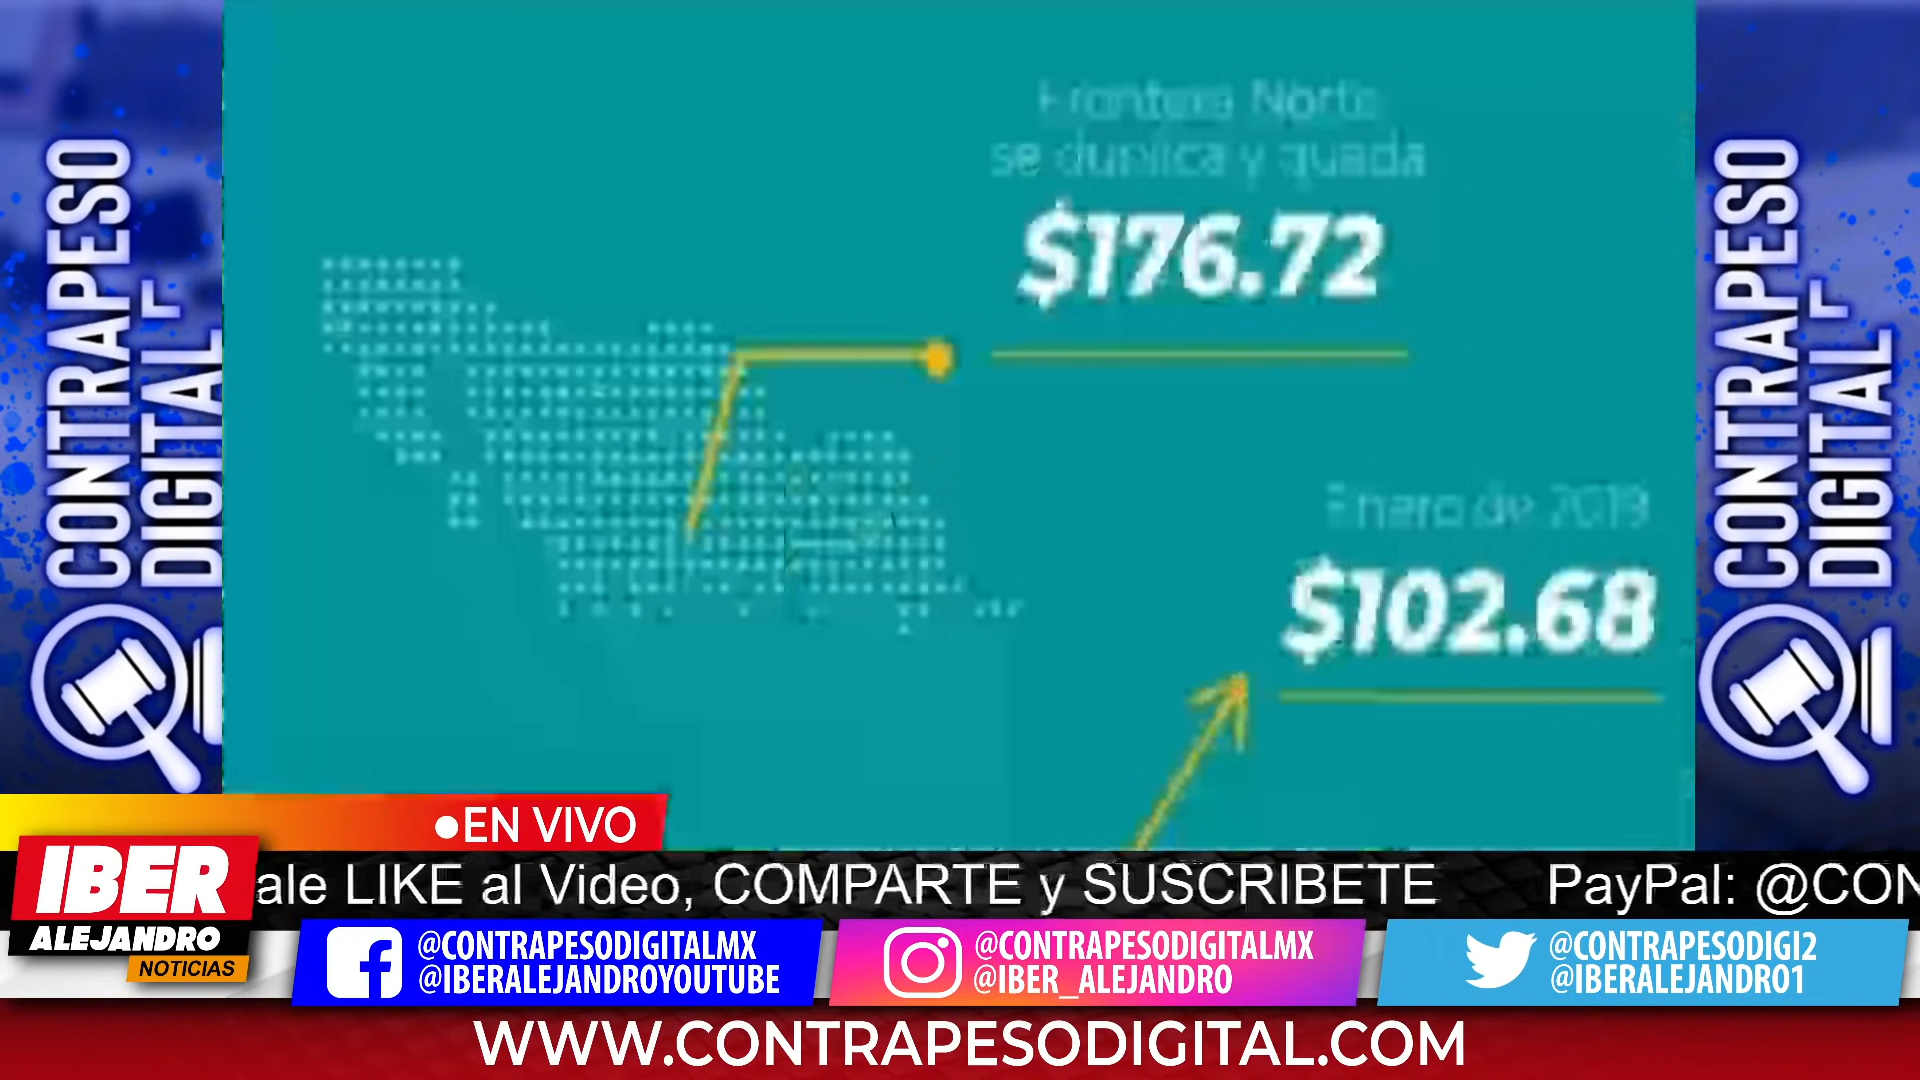 CONTRAPESO
DIGITAL
Frontera Norte
se duplica y queda
$176.72
Enero de 2019
$102.68
CONTRAPESO
DIGITAL
EN VIVO
IBER
ALEJANDRO
NOTICIAS
ale LIKE al Video, COMPARTE y SUSCRIBETE PayPal: @CON
@CONTRAPESODIGITALMX
@IBERALEJANDROYOUTUBE
@CONTRAPESODIGITALMX
@IBER_ALEJANDRO
@CONTRAPESODIGI2
@IBERALEJANDRO1
WWW.CONTRAPESODIGITAL.COM